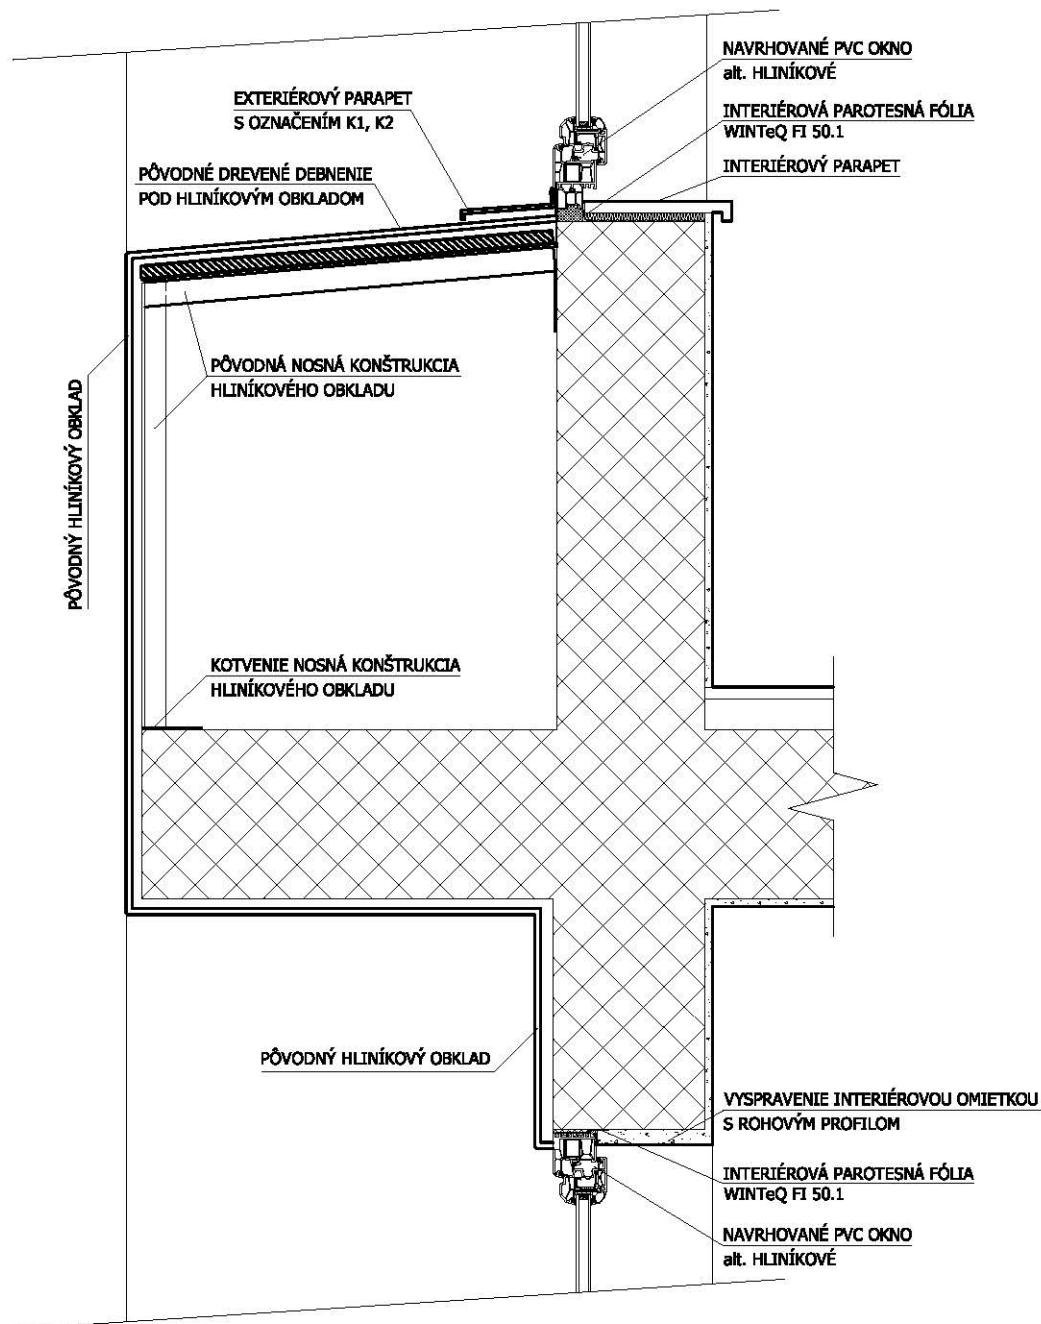 NAVRHOVANÉ PVC OKNO
alt. HLINÍKOVÉ
EXTERIÉROVÝ PARAPET
S OZNAČENÍM K1, K2
INTERIÉROVÁ PAROTESNÁ FÓLIA
WINTeQ FI 50.1
INTERIÉROVÝ PARAPET
PÔVODNÉ DREVENÉ DEBNENIE
POD HLINÍKOVÝM OBKLADOM
PÔVODNÁ NOSNÁ KONŠTRUKCIA
HLINÍKOVÉHO OBKLADU
PÔVODNÝ HLINÍKOVÝ OBKLAD
KOTVENIE NOSNÁ KONŠTRUKCIA
HLINÍKOVÉHO OBKLADU
PÔVODNÝ HLINÍKOVÝ OBKLAD
VYSPRAVENIE INTERIÉROVOU OMIETKOU
S ROHOVÝM PROFILOM
INTERIÉROVÁ PAROTESNÁ FÓLIA
WINTeQ FI 50.1
NAVRHOVANÉ PVC OKNO
alt. HLINÍKOVÉ